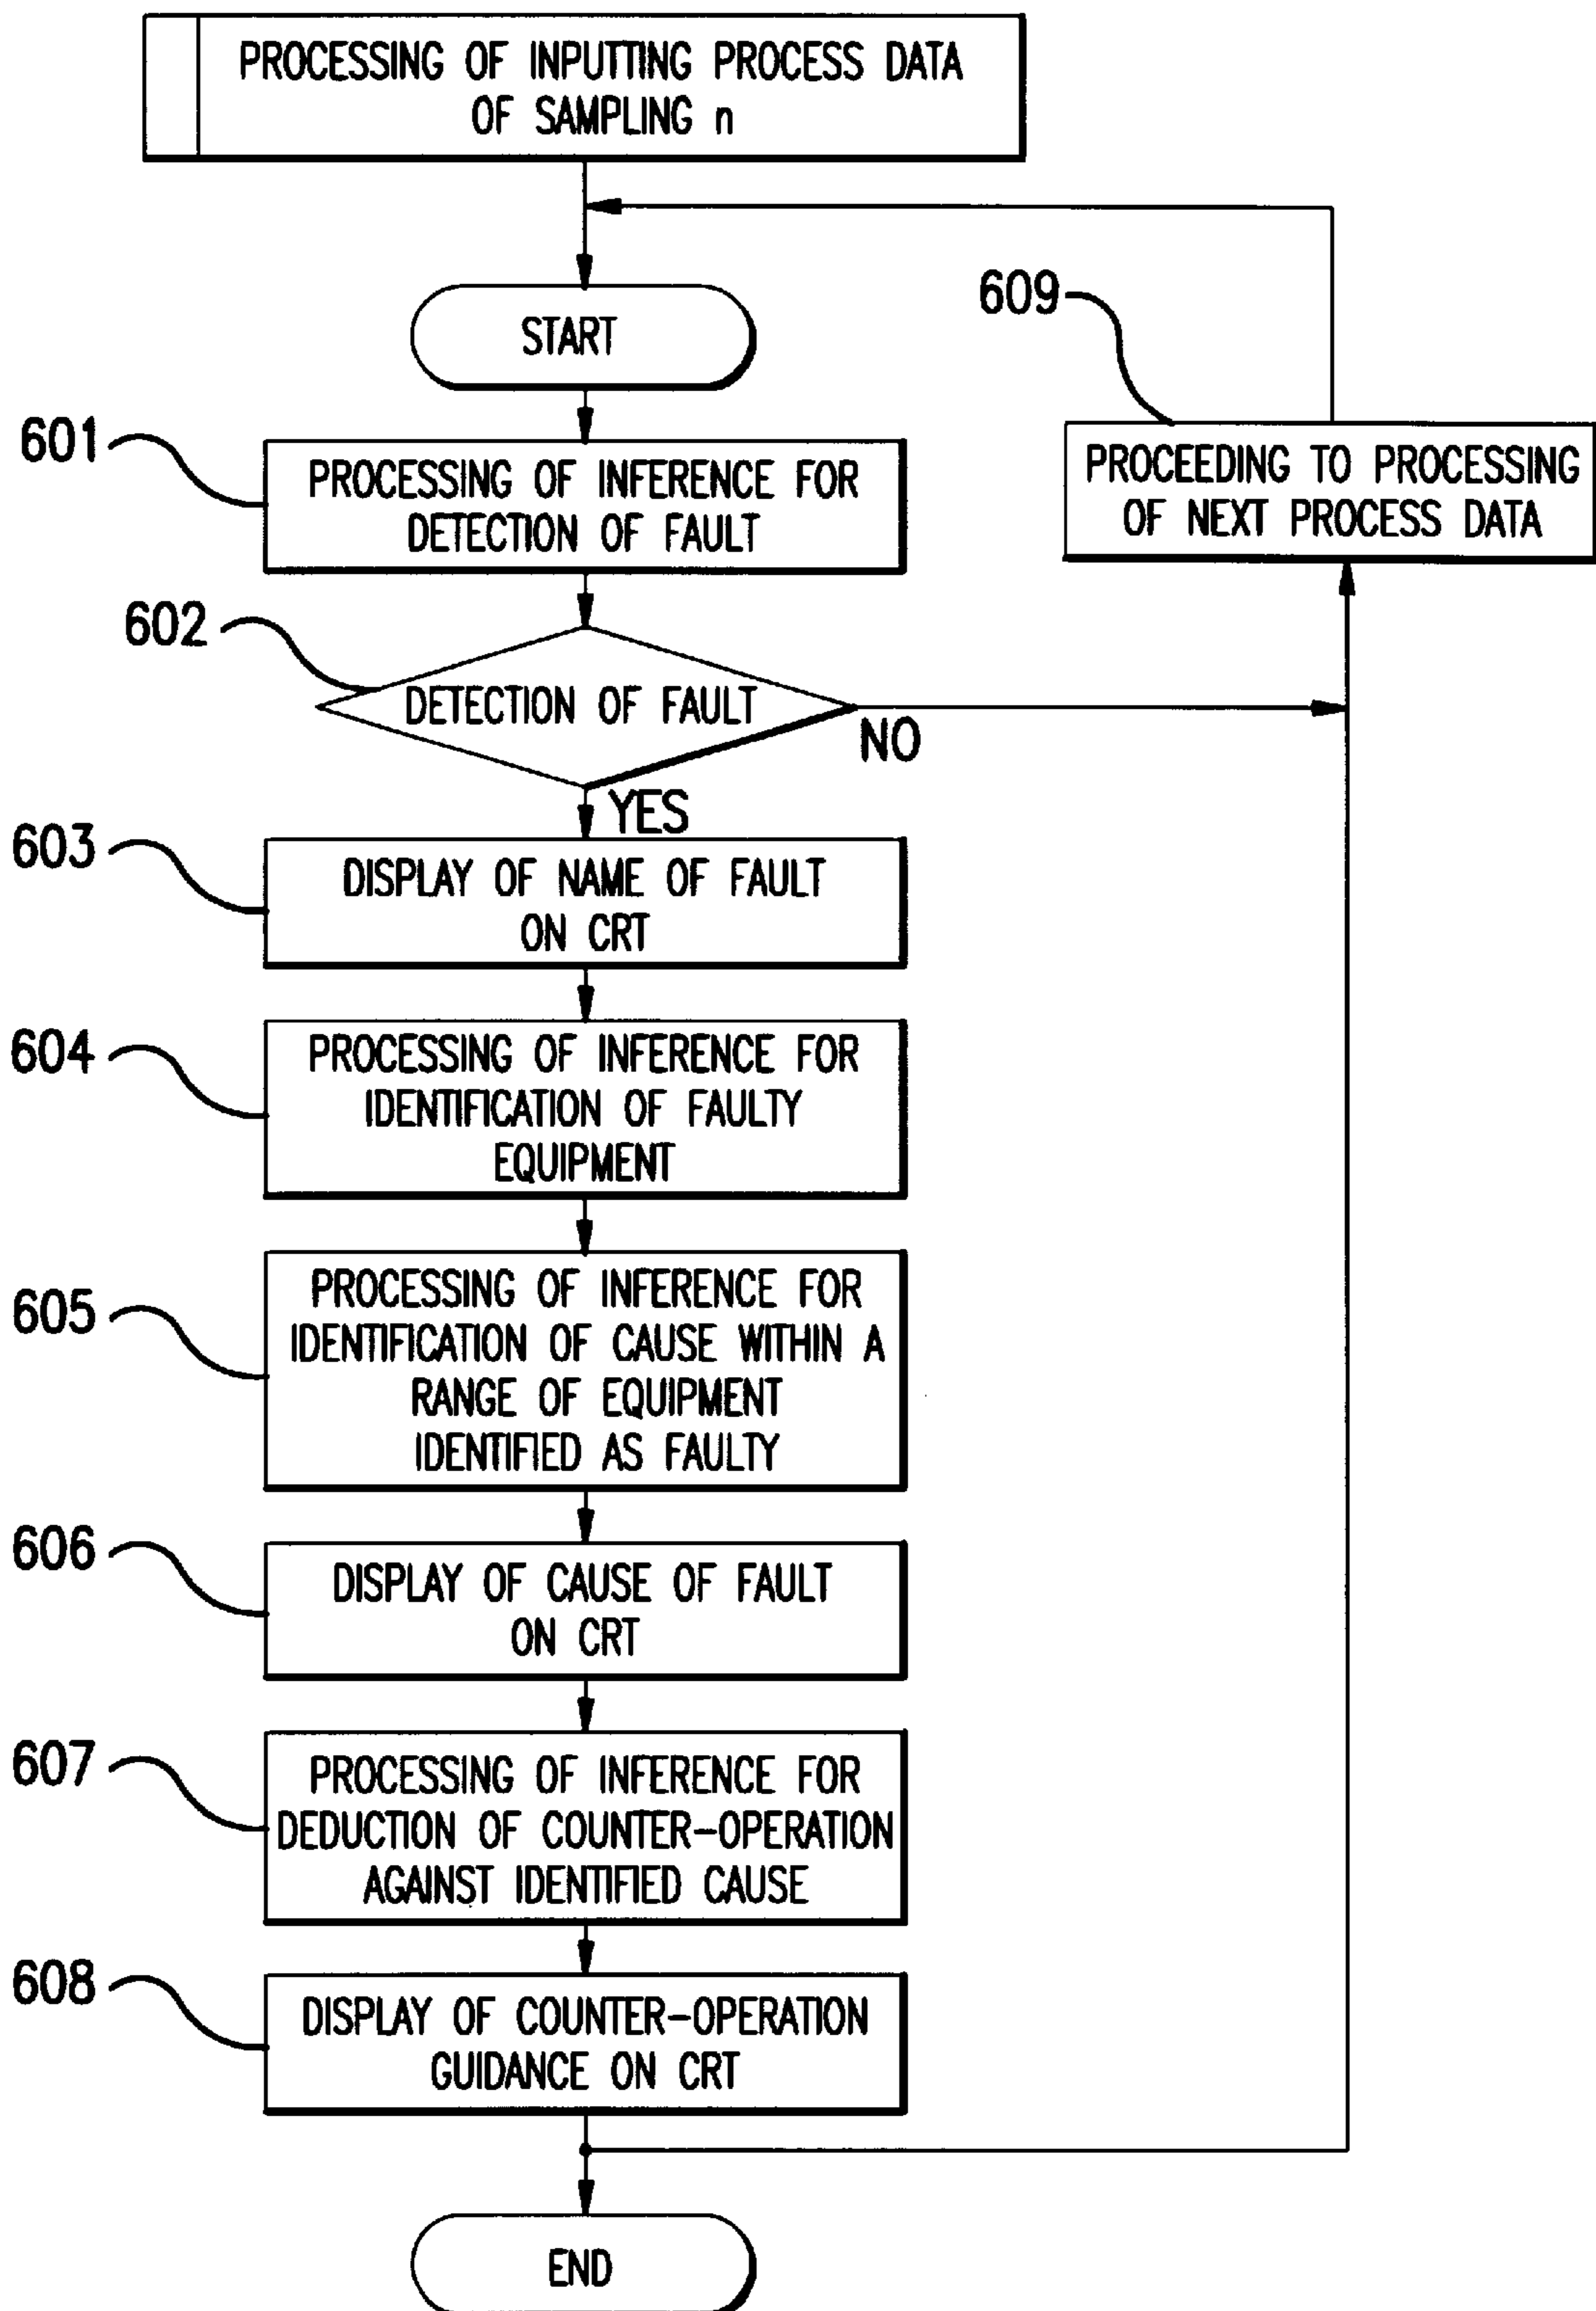 PROCESSING OF INPUTTING PROCESS DATA
OF SAMPLING n
START
609
601
PROCESSING OF INFERENCE FOR
DETECTION OF FAULT
PROCEEDING TO PROCESSING
OF NEXT PROCESS DATA
602
DETECTION OF FAULT
NO
YES
603
DISPLAY OF NAME OF FAULT
ON CRT
604
PROCESSING OF INFERENCE FOR
IDENTIFICATION OF FAULTY
EQUIPMENT
605
PROCESSING OF INFERENCE FOR
IDENTIFICATION OF CAUSE WITHIN A
RANGE OF EQUIPMENT
IDENTIFIED AS FAULTY
606
DISPLAY OF CAUSE OF FAULT
ON CRT
607
PROCESSING OF INFERENCE FOR
DEDUCTION OF COUNTER-OPERATION
AGAINST IDENTIFIED CAUSE
608
DISPLAY OF COUNTER-OPERATION
GUIDANCE ON CRT
END